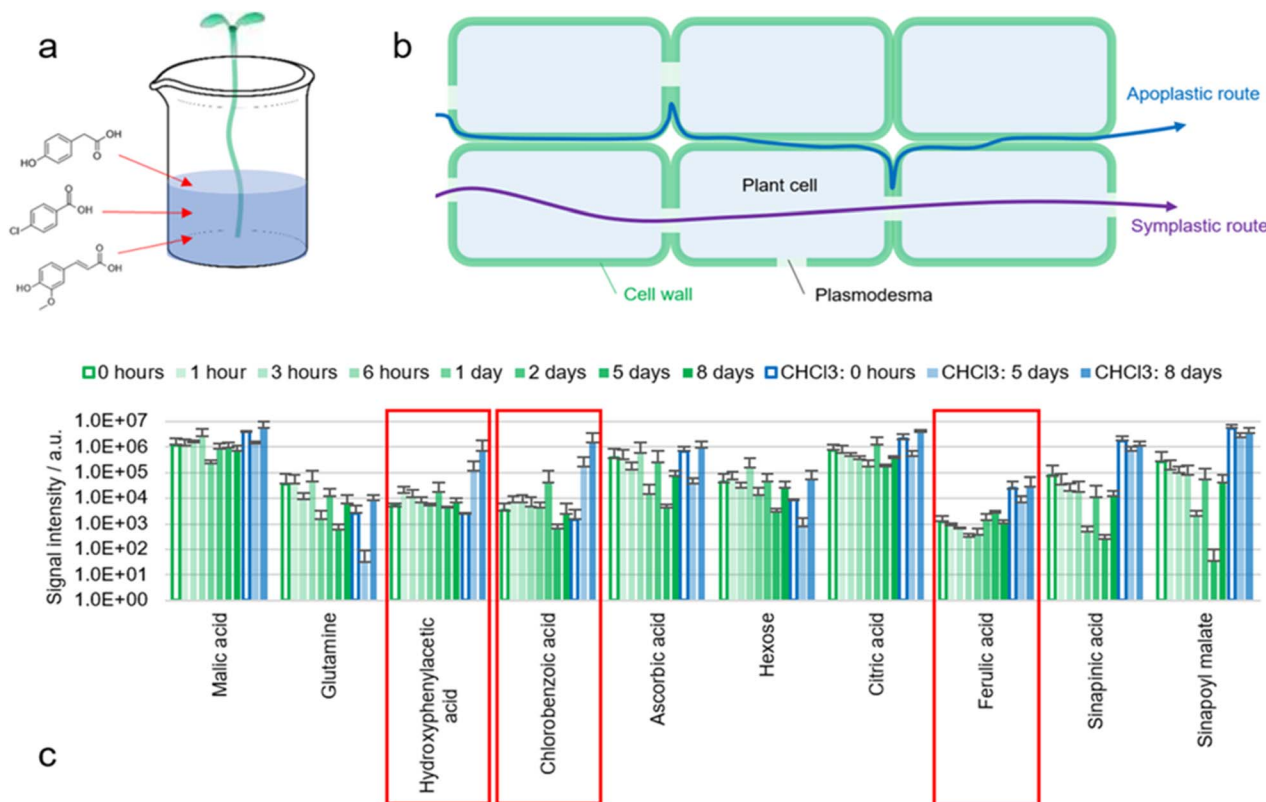 a
b
OH
O
HO
O
OH
Cl
O
OH
HO
O
Apoplastic route
Plant cell
Symplastic route
Cell wall
Plasmodesma
0 hours 1 hour 3 hours 6 hours 1 day 2 days 5 days 8 days CHCl3: 0 hours CHCl3: 5 days CHCl3: 8 days
Signal intensity / a.u.
1.0E+07
1.0E+06
1.0E+05
1.0E+04
1.0E+03
1.0E+02
1.0E+01
1.0E+00
Malic acid
Glutamine
Hydroxyphenylacetic
acid
Chlorobenzoic acid
Ascorbic acid
Hexose
Citric acid
Ferulic acid
Sinapinic acid
Sinapoyl malate
c